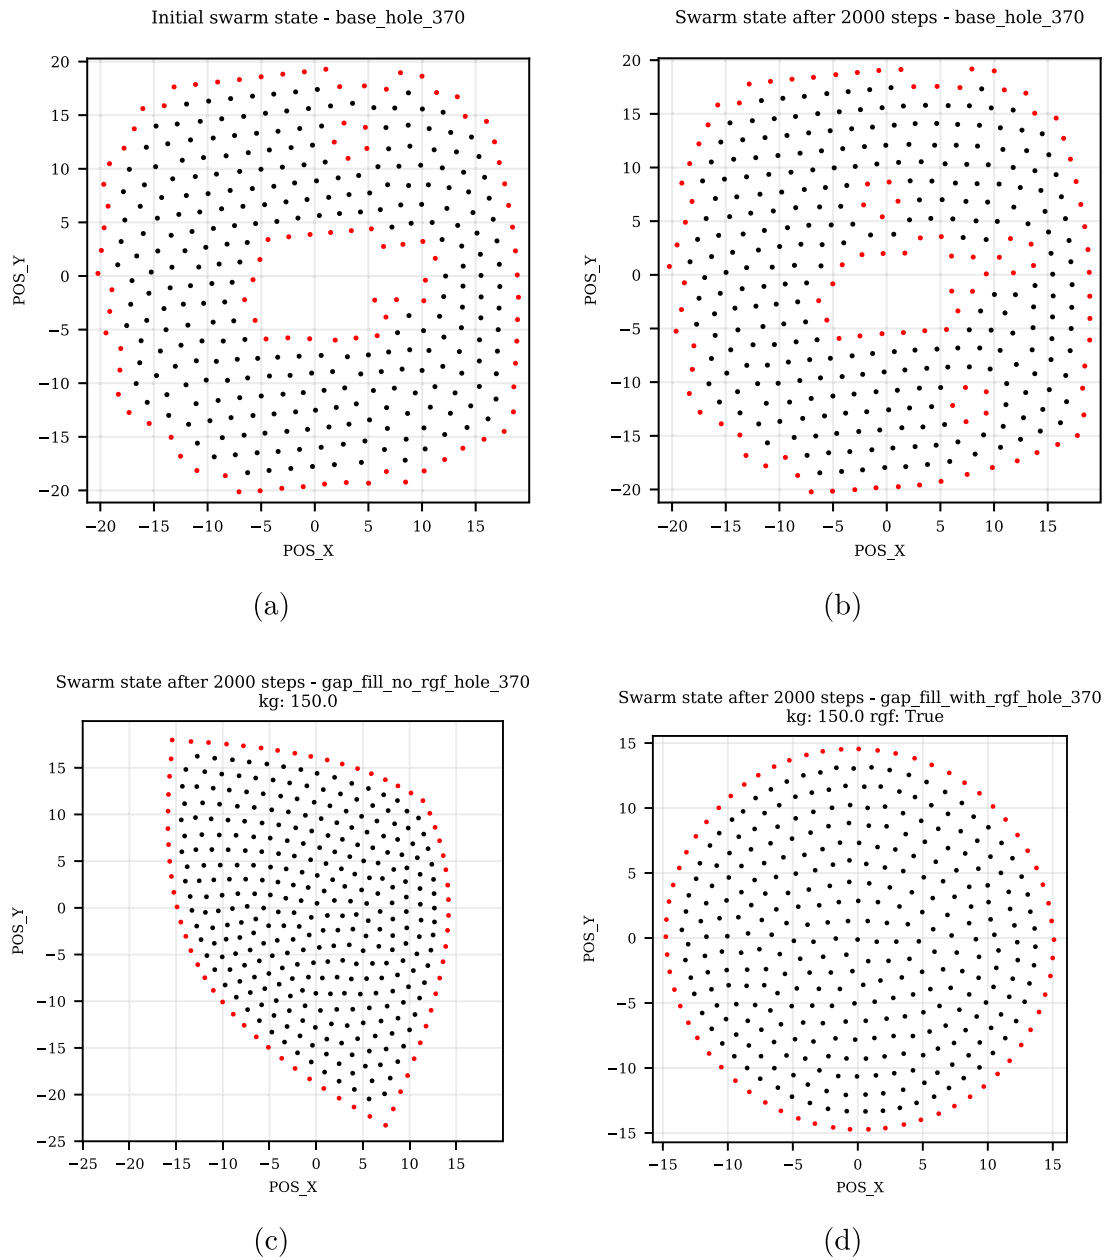 Initial swarm state - base_hole_370
20
15
10
5
0
−5
−10
−15
−20
POS_Y
−20 −15 −10 −5 0 5 10 15
POS_X
(a)
Swarm state after 2000 steps - base_hole_370
20
15
10
5
0
−5
−10
−15
−20
POS_Y
−20 −15 −10 −5 0 5 10 15
POS_X
(b)
Swarm state after 2000 steps - gap_fill_no_rgf_hole_370
kg: 150.0
15
10
5
0
−5
−10
−15
−20
−25
POS_Y
−25 −20 −15 −10 −5 0 5 10 15
POS_X
(c)
Swarm state after 2000 steps - gap_fill_with_rgf_hole_370
kg: 150.0 rgf: True
15
10
5
0
−5
−10
−15
POS_Y
−15 −10 −5 0 5 10 15
POS_X
(d)